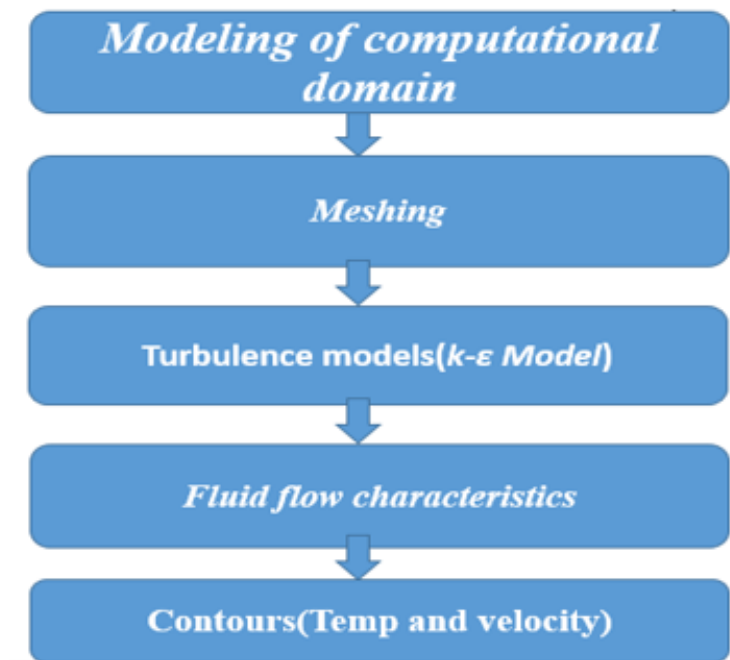 Modeling of computational
domain
Meshing
Turbulence models(k-ε Model)
Fluid flow characteristics
Contours(Temp and velocity)